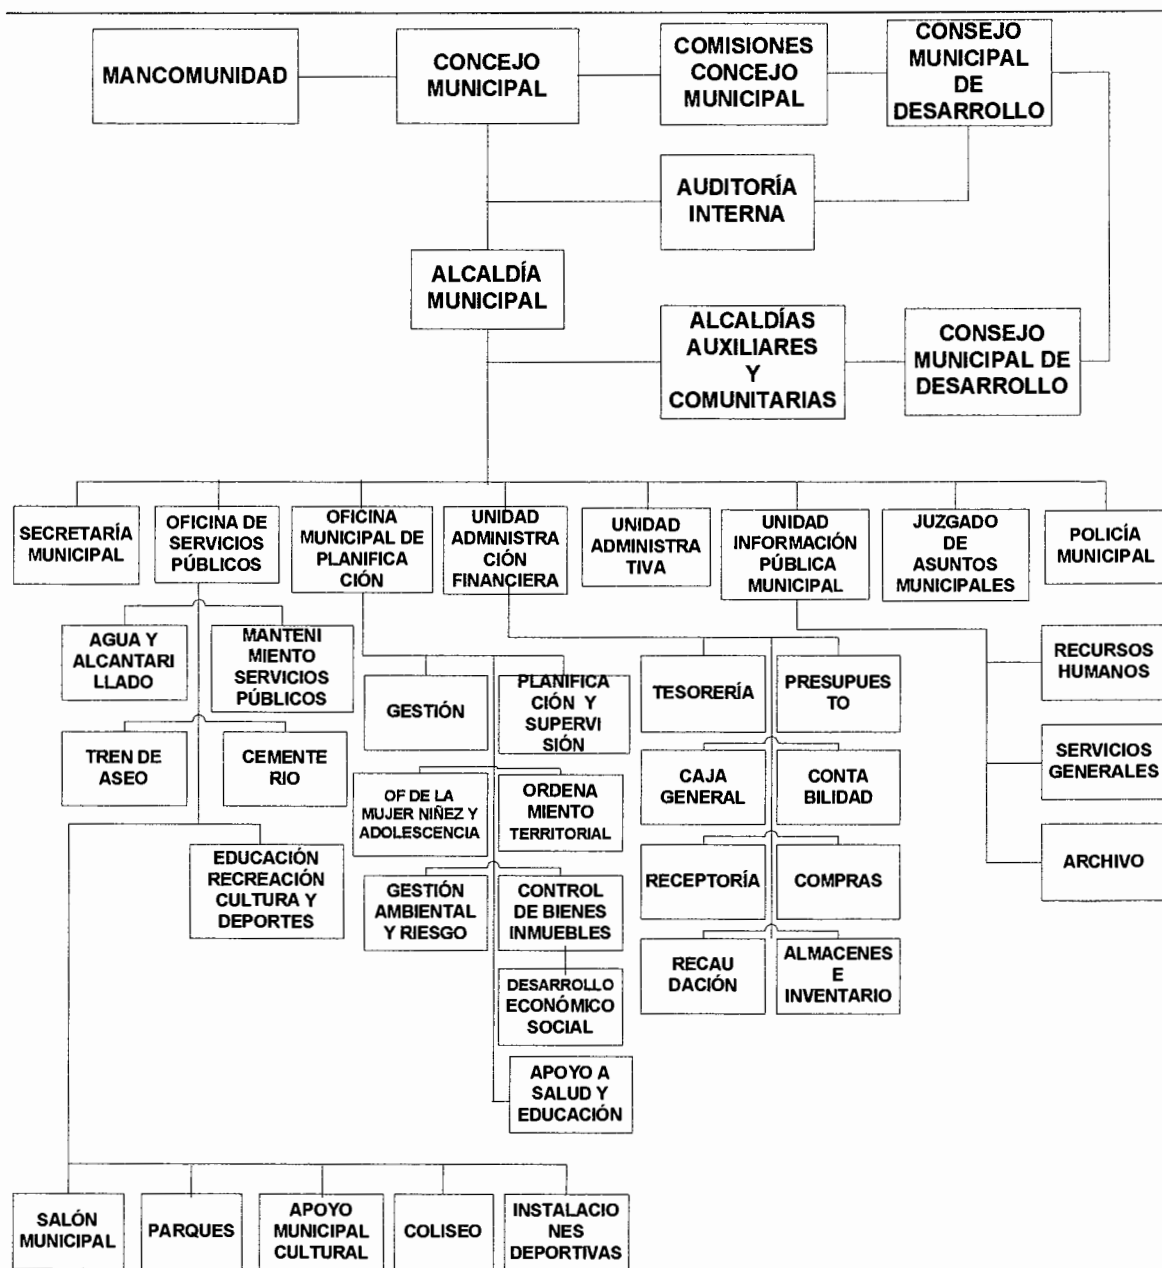 MANCOMUNIDAD
CONCEJO
MUNICIPAL
COMISIONES
CONCEJO
MUNICIPAL
CONSEJO
MUNICIPAL
DE
DESARROLLO
AUDITORÍA
INTERNA
ALCALDÍA
MUNICIPAL
ALCALDÍAS
AUXILIARES
Y
COMUNITARIAS
CONSEJO
MUNICIPAL DE
DESARROLLO
SECRETARÍA
MUNICIPAL
OFICINA DE
SERVICIOS
PÚBLICOS
OFICINA
MUNICIPAL DE
PLANIFICA
CIÓN
UNIDAD
ADMINISTRA
CIÓN
FINANCIERA
UNIDAD
ADMINISTRA
TIVA
UNIDAD
INFORMACIÓN
PÚBLICA
MUNICIPAL
JUZGADO
DE
ASUNTOS
MUNICIPALES
POLICÍA
MUNICIPAL
AGUA Y
ALCANTARI
LLADO
MANTENI
MIENTO
SERVICIOS
PÚBLICOS
TREN DE
ASEO
CEMENTE
RIO
EDUCACIÓN
RECREACIÓN
CULTURA Y
DEPORTES
GESTIÓN
PLANIFICA
CIÓN Y
SUPERVI
SIÓN
OF DE LA
MUJER NIÑEZ Y
ADOLESCENCIA
ORDENA
MIENTO
TERRITORIAL
GESTIÓN
AMBIENTAL
Y RIESGO
CONTROL
DE BIENES
INMUEBLES
DESARROLLO
ECONÓMICO
SOCIAL
APOYO A
SALUD Y
EDUCACIÓN
TESORERÍA
PRESUPUES
TO
CAJA
GENERAL
CONTA
BILIDAD
RECEPTORÍA
COMPRAS
RECAU
DACIÓN
ALMACENES
E
INVENTARIO
RECURSOS
HUMANOS
SERVICIOS
GENERALES
ARCHIVO
SALÓN
MUNICIPAL
PARQUES
APOYO
MUNICIPAL
CULTURAL
COLISEO
INSTALACIO
NES
DEPORTIVAS